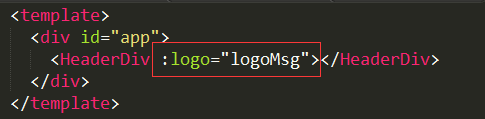 <template>
<div id="app">
<HeaderDiv :logo="logoMsg"></HeaderDiv>
</div>
</template>